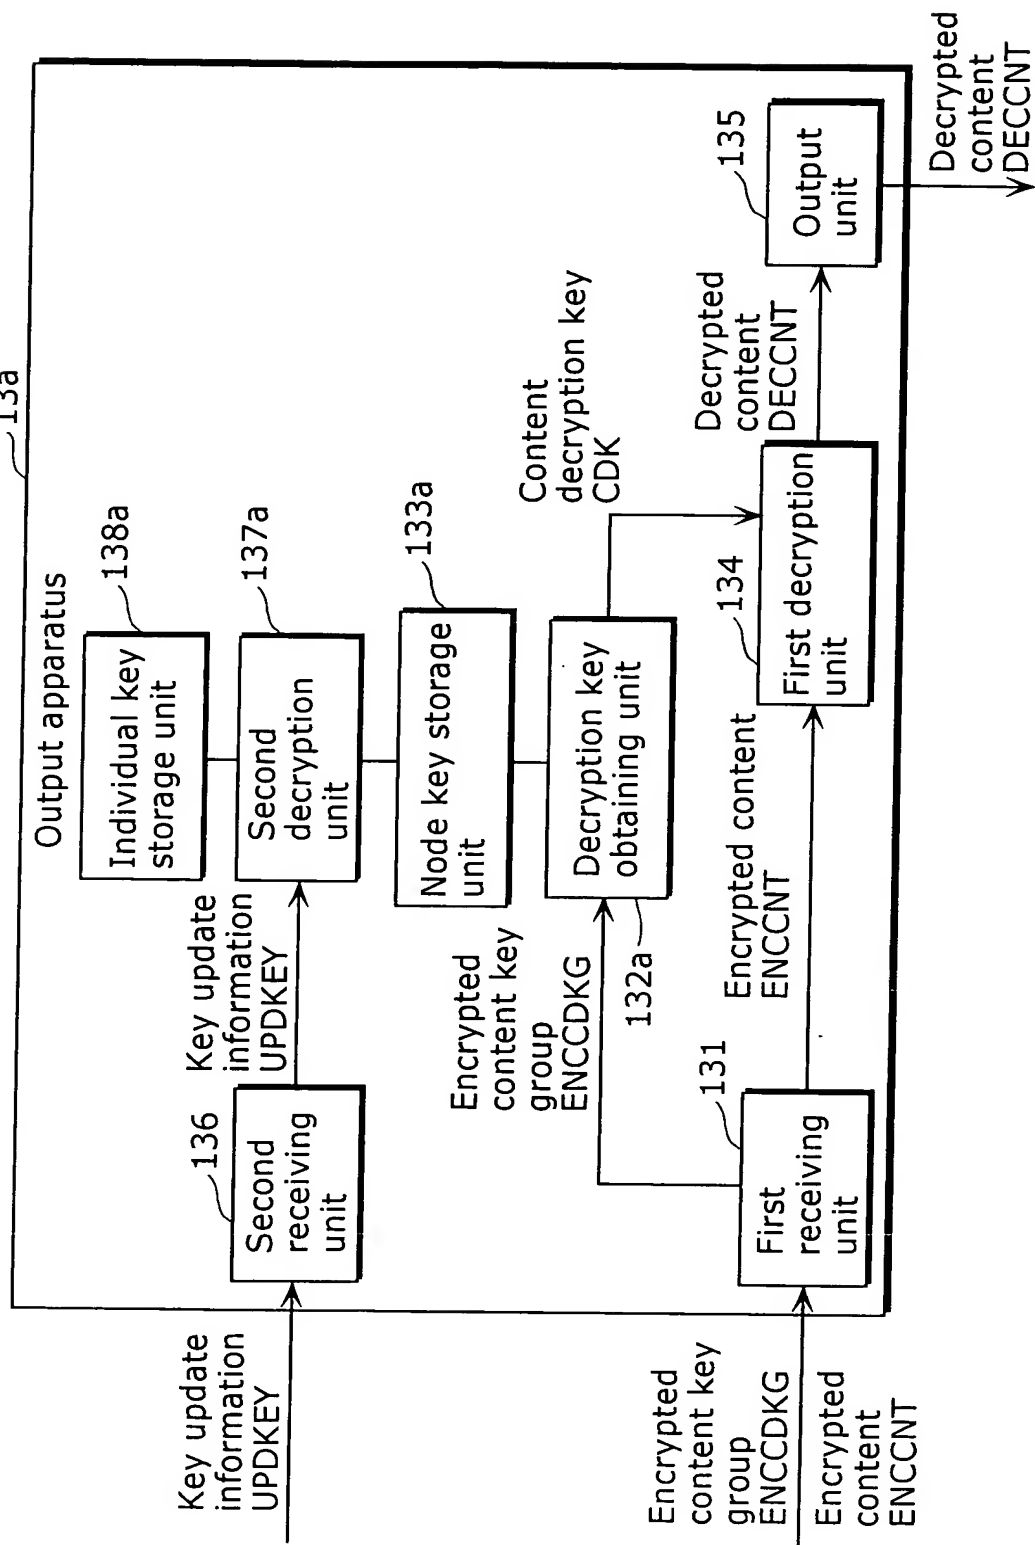 13a
Output apparatus
Individual key
storage unit
138a
Key update
information
UPDKEY
136
Second
receiving
unit
Key update
information
UPDKEY
Second
decryption
unit
137a
Node key storage
unit
133a
Encrypted
content key
group
ENCCDKG
Decryption key
obtaining unit
132a
Content
decryption key
CDK
Encrypted
content key
group
ENCCDKG
Encrypted
content
ENCCNT
First
receiving
unit
131
Encrypted content
ENCCNT
First decryption
unit
134
Decrypted
content
DECCNT
Output
unit
135
Decrypted
content
DECCNT